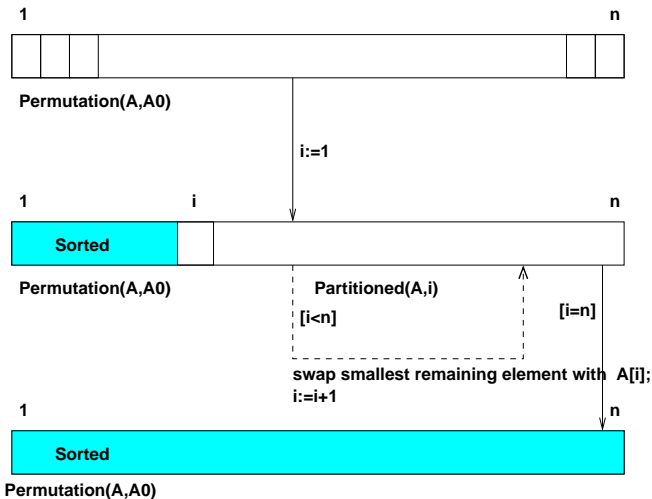 1 n
Permutation(A,A0)
i:=1
1 i n
Sorted
Permutation(A,A0) Partitioned(A,i)
[i<n] [i=n]
swap smallest remaining element with A[i];
i:=i+1
1 n
Sorted
Permutation(A,A0)